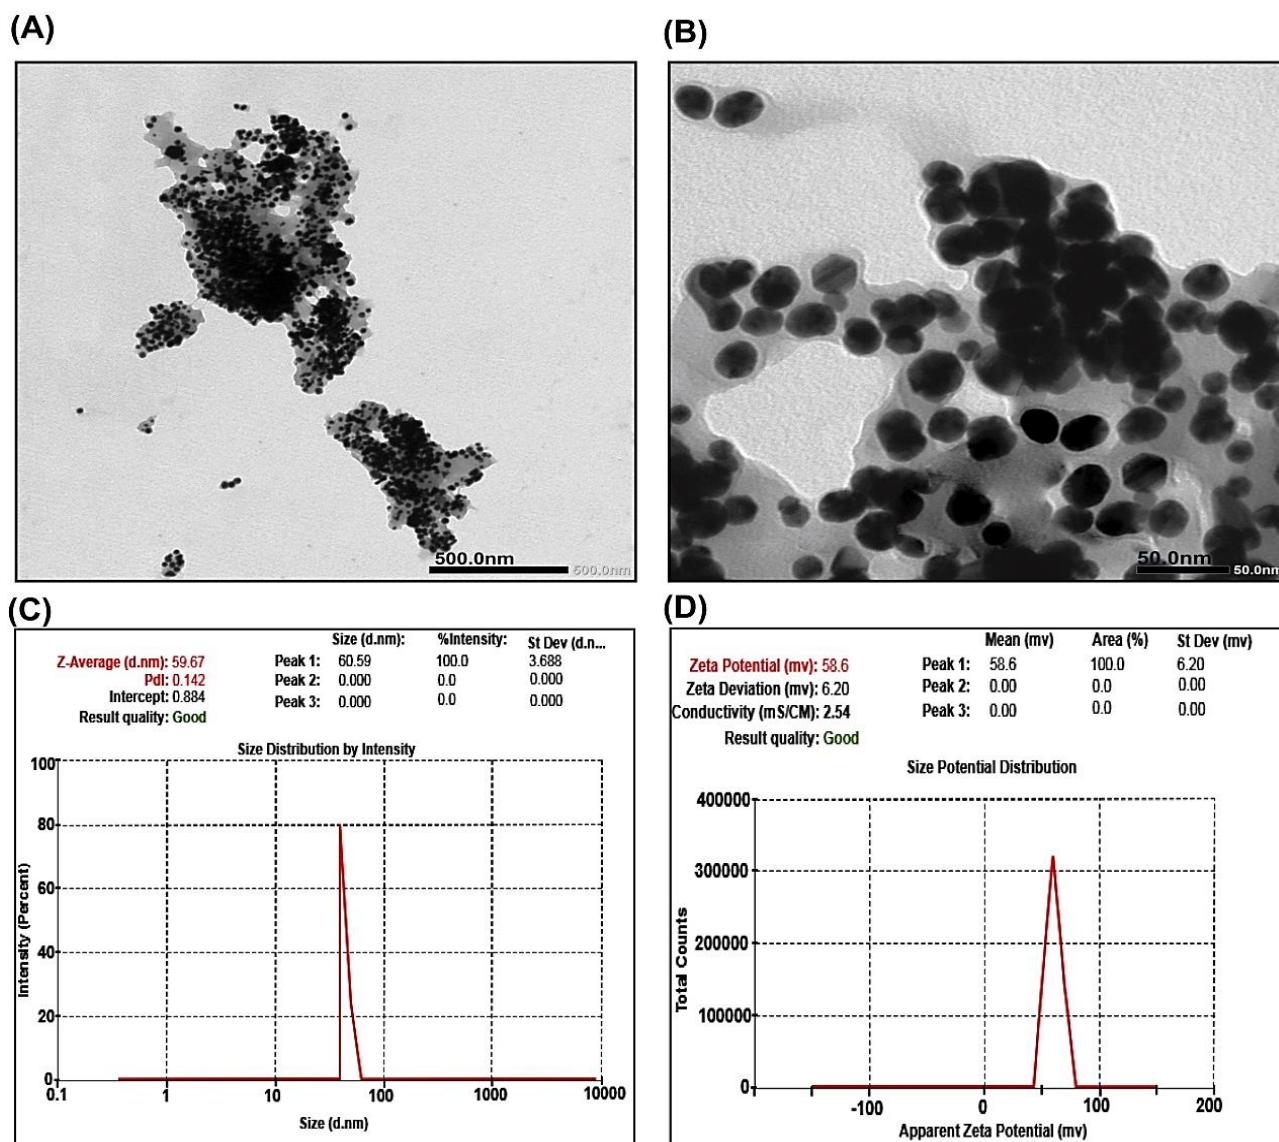 (A)
(B)
500.0nm
500.0nm
50.0nm
50.0nm
(C)
Size (d.nm): %Intensity: St Dev (d.n...
Z-Average (d.nm): 59.67 Peak 1: 60.59 100.0 3.688
PdI: 0.142 Peak 2: 0.000 0.0 0.000
Intercept: 0.884 Peak 3: 0.000 0.0 0.000
Result quality: Good
Size Distribution by Intensity
Intensity (Percent)
100
80
60
40
20
0
0.1 1 10 100 1000 10000
Size (d.nm)
(D)
Mean (mv) Area (%) St Dev (mv)
Zeta Potential (mv): 58.6 Peak 1: 58.6 100.0 6.20
Zeta Deviation (mv): 6.20 Peak 2: 0.00 0.0 0.00
Conductivity (mS/CM): 2.54 Peak 3: 0.00 0.0 0.00
Result quality: Good
Size Potential Distribution
Total Counts
400000
300000
200000
100000
0
-100 0 100 200
Apparent Zeta Potential (mv)